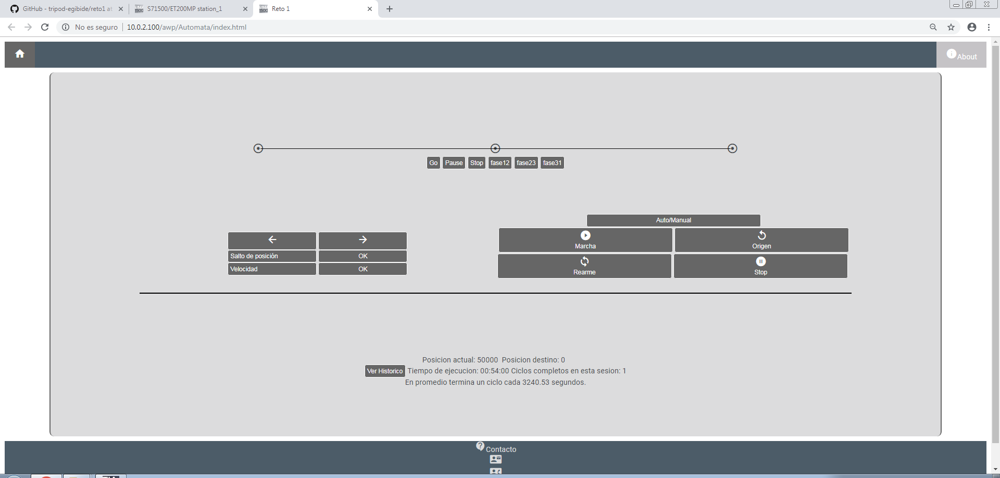 GitHub - tripod-egibide/reto1 at
S71500/ET200MP station_1
Reto 1
No es seguro
10.0.2.100/awp/Automata/index.html
About
Go
Pause
Stop
fase12
fase23
fase31
Auto/Manual
Marcha
Origen
Salto de posición
OK
Velocidad
OK
Rearme
Stop
Posicion actual: 50000 Posicion destino: 0
Ver Historico Tiempo de ejecucion: 00:54:00 Ciclos completos en esta sesion: 1
En promedio termina un ciclo cada 3240.53 segundos.
Contacto